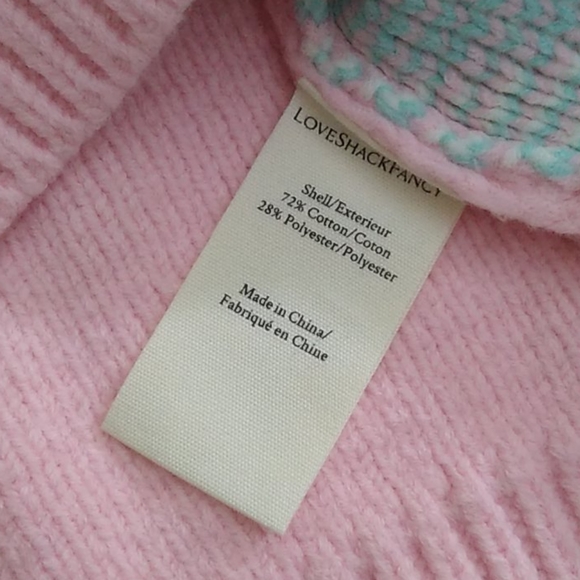 LOVESHACKFANCY
Shell/Exterieur
72% Cotton/Coton
28% Polyester/Polyester
Made in China/
Fabriqué en Chine